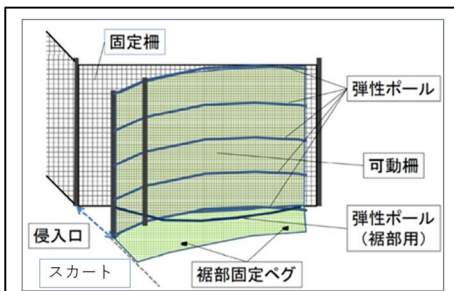 固定柵
弾性ポール
可動柵
弾性ポール
（裾部用）
侵入口
スカート
裾部固定ペグ